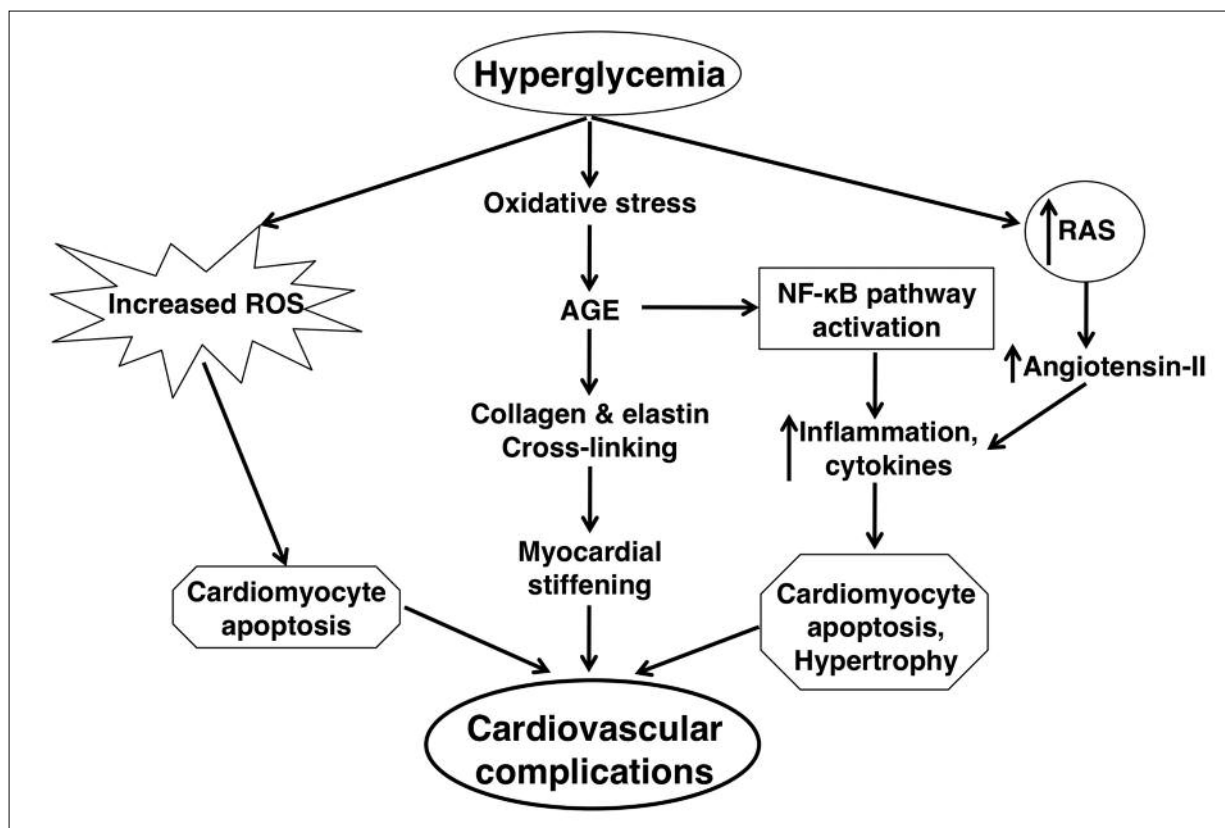 Hyperglycemia
Oxidative stress
RAS
Increased ROS
AGE
NF-κB pathway
activation
Angiotensin-II
Collagen & elastin
Cross-linking
Inflammation,
cytokines
Myocardial
stiffening
Cardiomyocyte
apoptosis
Cardiomyocyte
apoptosis,
Hypertrophy
Cardiovascular
complications